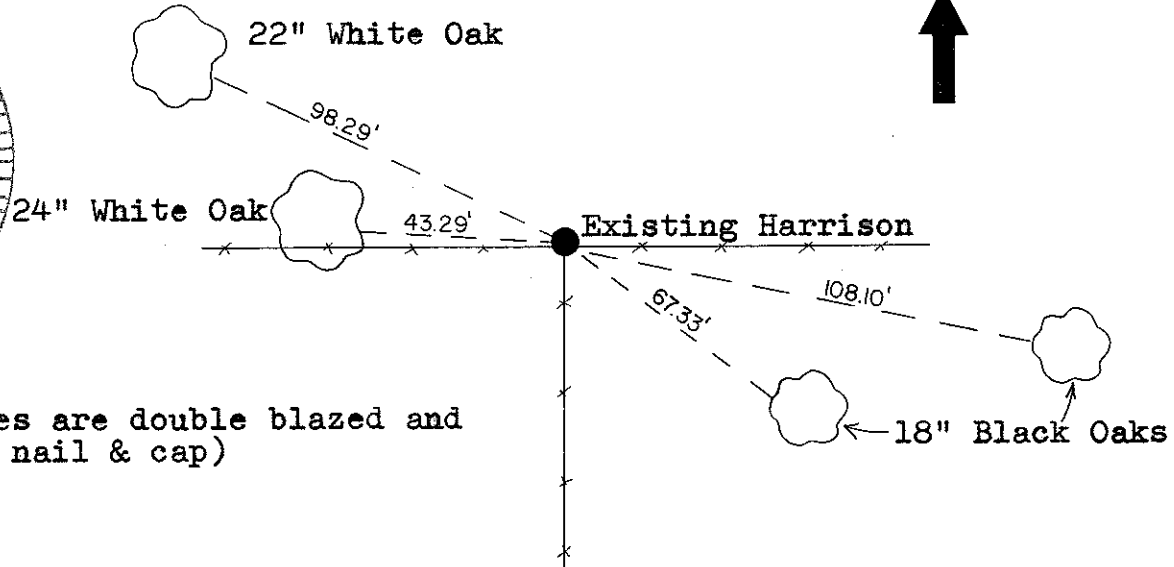 22" White Oak
98.29'
24" White Oak
43.29'
Existing Harrison
108.10'
67.33'
18" Black Oaks
es are double blazed and
nail & cap)